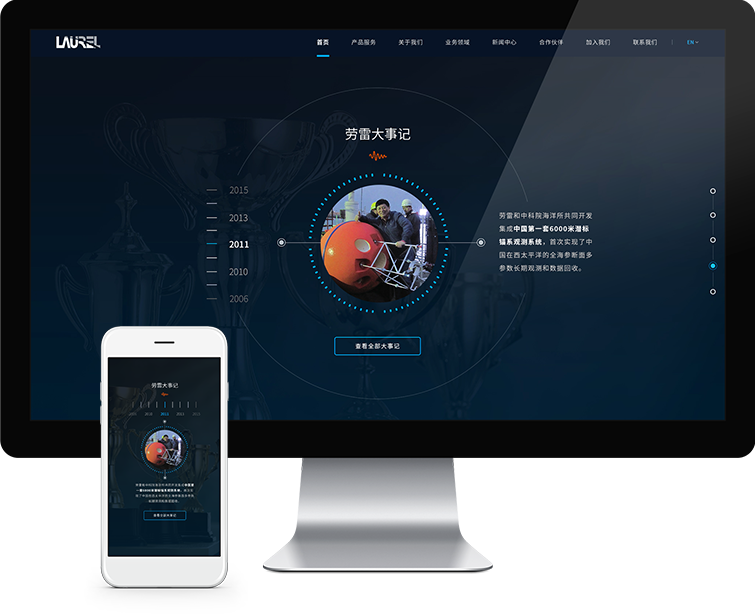 LAUREL
首页 产品服务 关于我们 业务领域 新闻中心 合作伙伴 加入我们 联系我们 EN
劳雷大事记
2015
2013
2011
2010
2006
劳雷和中科院海洋所共同开发
集成中国第一套6000米潜标
锚系观测系统，首次实现了中
国在西太平洋的全海参断面多
参数长期观测和数据回收。
查看全部大事记
劳雷大事记
2010 2011 2013
查看全部大事记